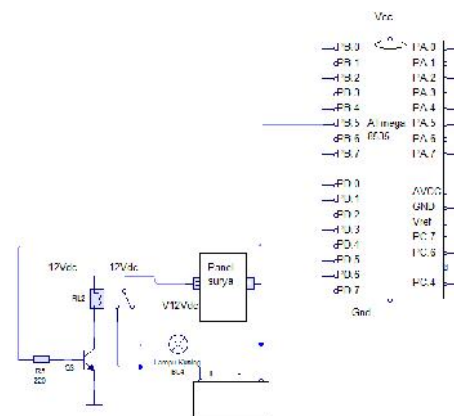 Vcc
PB.0 PA.0
PB.1 PA.1
PB.2 PA.2
PB.3 PA.3
PB.4 PA.4
PB.5 ATmega PA.5
PB.6 8535 PA.6
PB.7 PA.7
PD.0
PD.1 AVCC
PD.2 GND
PD.3 Vref
PD.4 PC.7
PD.5 PC.6
PD.6
PD.7 PC.4
Gnd
12Vdc 12Vdc Panel
surya
RL2
V12Vdc
Lampu Kuning
220